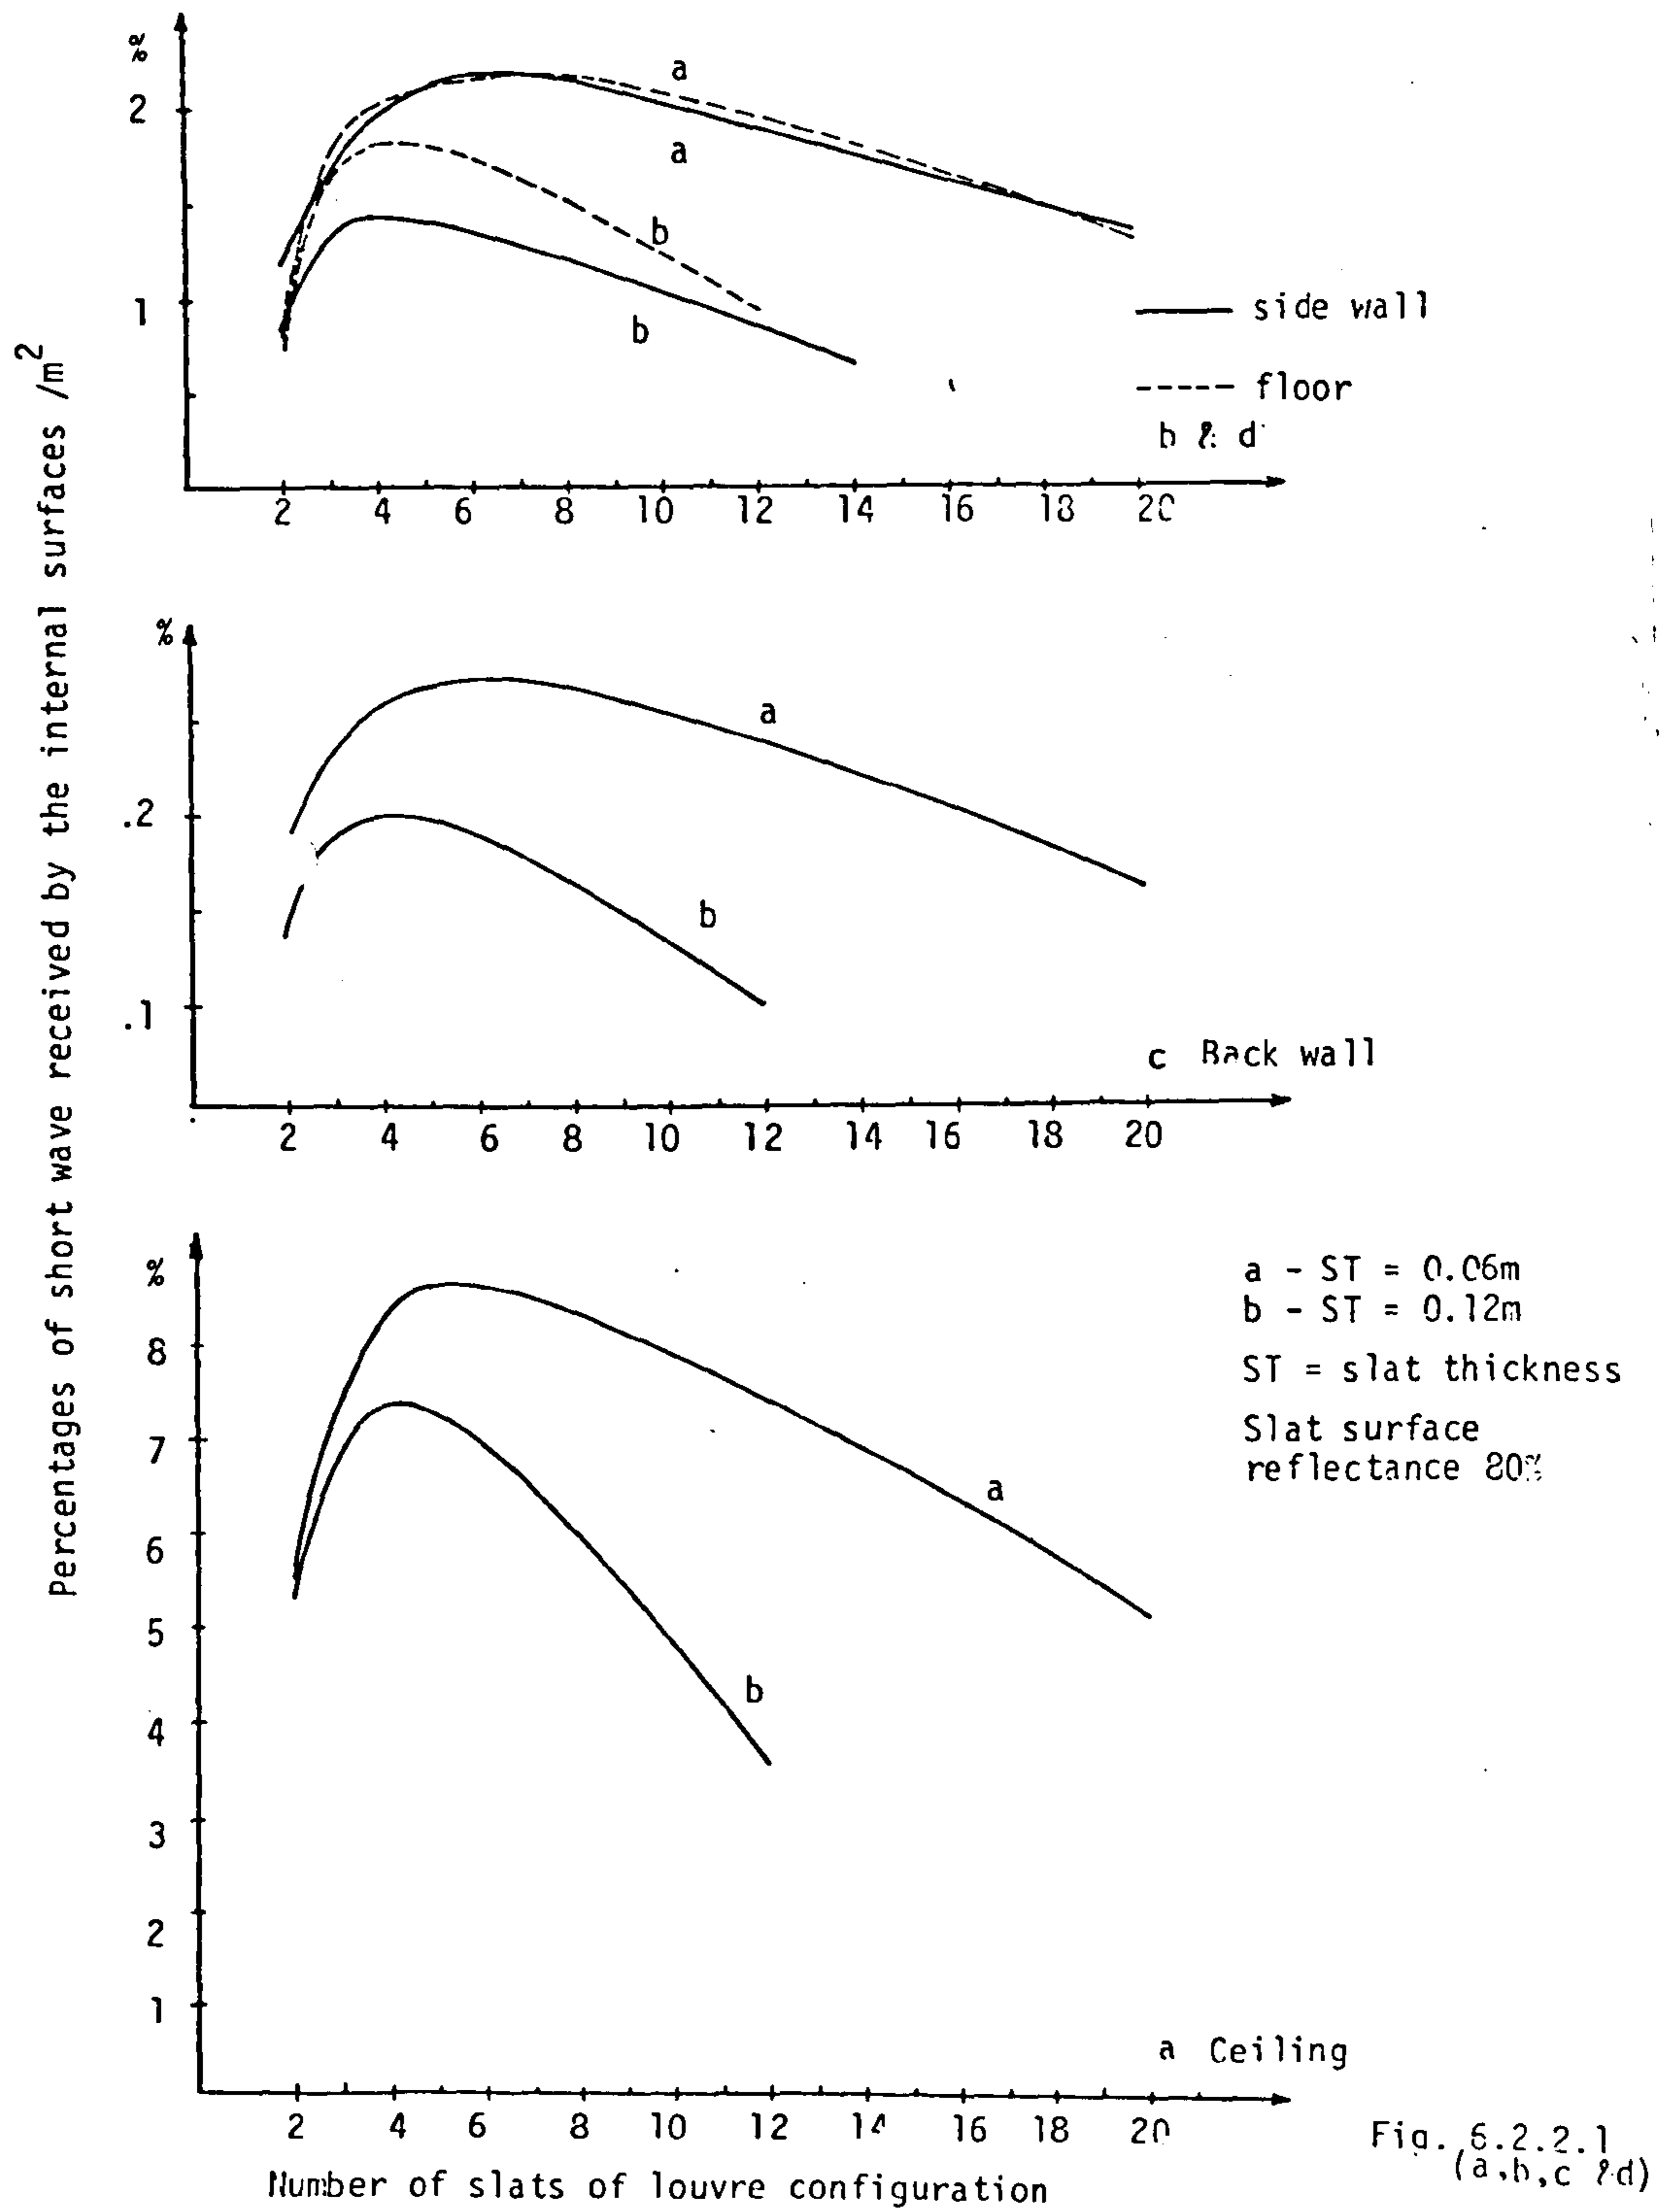 Percentages of short wave received by the internal surfaces /m²
%
2
1
a
a
b
b
side wall
floor
b & d
2 4 6 8 10 12 14 16 18 20
%
.2
.1
a
b
c Back wall
2 4 6 8 10 12 14 16 18 20
%
8
7
6
5
4
3
2
1
a
b
a - ST = 0.06m
b - ST = 0.12m
ST = slat thickness
Slat surface
reflectance 80%
a Ceiling
2 4 6 8 10 12 14 16 18 20
Number of slats of louvre configuration
Fig. 6.2.2.1
(a,b,c &d)